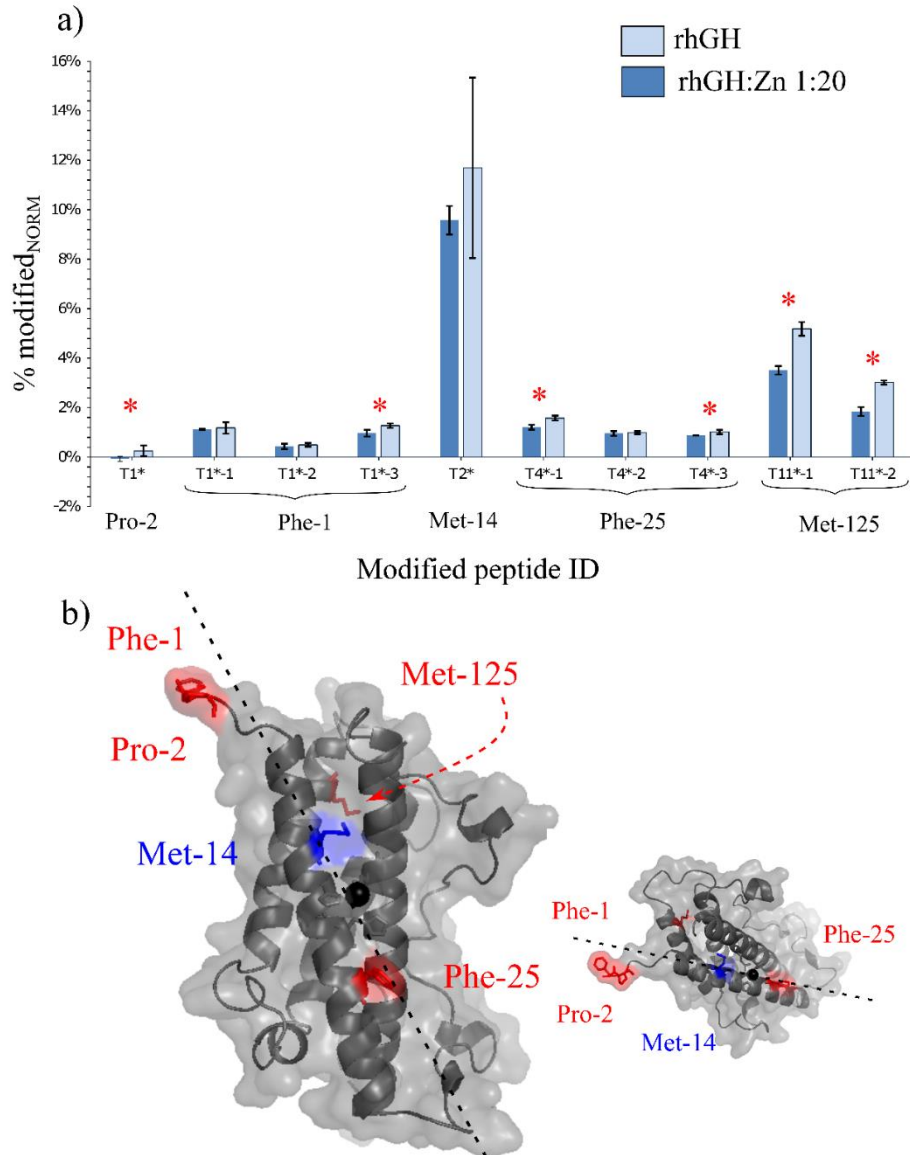 a)
rhGH
rhGH:Zn 1:20
16%
14%
12%
10%
8%
6%
4%
2%
0%
-2%
% modifiedNORM
*
*
*
*
*
*
T1* T1*-1 T1*-2 T1*-3 T2* T4*-1 T4*-2 T4*-3 T11*-1 T11*-2
Pro-2 Phe-1 Met-14 Phe-25 Met-125
Modified peptide ID
b)
Phe-1
Met-125
Pro-2
Met-14
Phe-25
Phe-1
Phe-25
Pro-2
Met-14